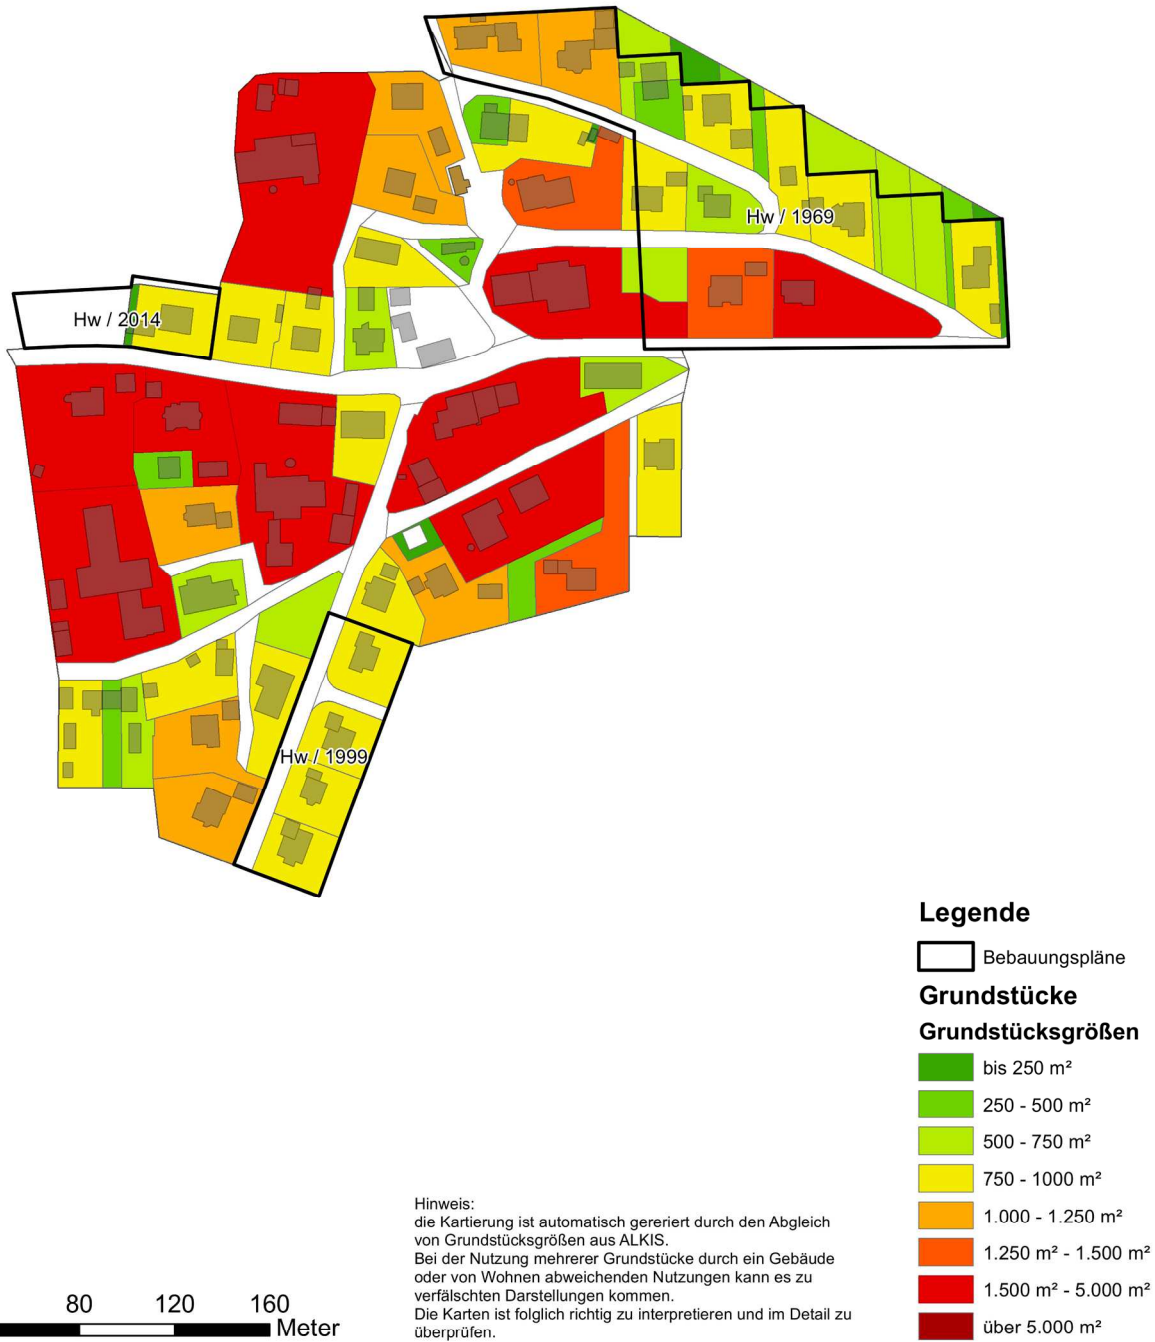 Hw / 1969
Hw / 2014
Hw / 1999
Legende
Bebauungspläne
Grundstücke
Grundstücksgrößen
bis 250 m²
250 - 500 m²
500 - 750 m²
750 - 1000 m²
1.000 - 1.250 m²
1.250 m² - 1.500 m²
1.500 m² - 5.000 m²
über 5.000 m²
Hinweis:
die Kartierung ist automatisch gereriert durch den Abgleich
von Grundstücksgrößen aus ALKIS.
Bei der Nutzung mehrerer Grundstücke durch ein Gebäude
oder von Wohnen abweichenden Nutzungen kann es zu
verfälschten Darstellungen kommen.
Die Karten ist folglich richtig zu interpretieren und im Detail zu
überprüfen.
80 120 160
Meter